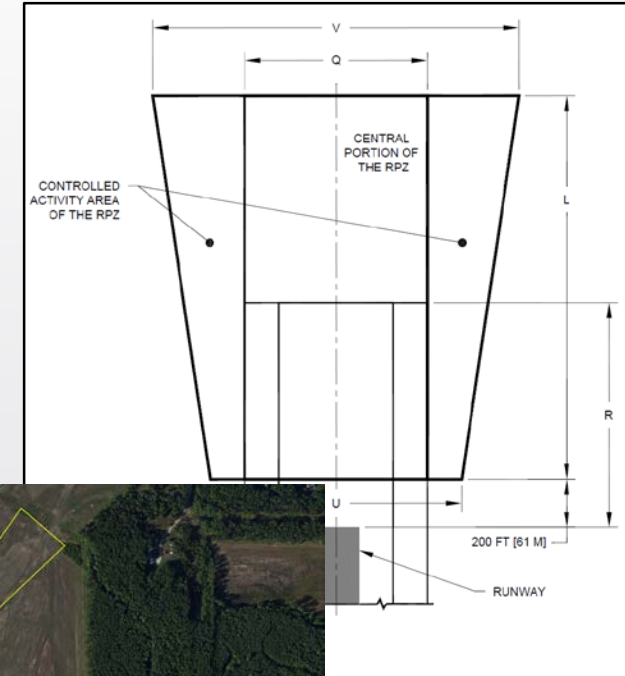 V
Q
CENTRAL
PORTION OF
THE RPZ
CONTROLLED
ACTIVITY AREA
OF THE RPZ
L
R
U
200 FT [61 M]
RUNWAY